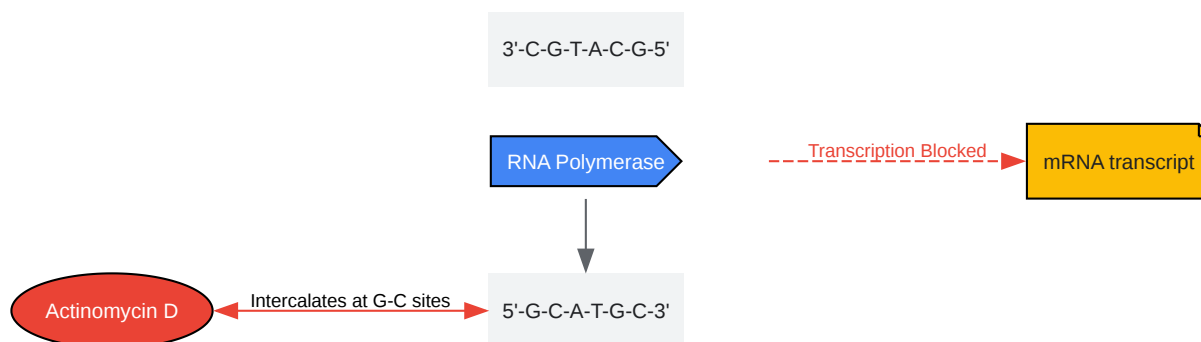 3'-C-G-T-A-C-G-5'
RNA Polymerase
Transcription Blocked
mRNA transcript
Actinomycin D
Intercalates at G-C sites
5'-G-C-A-T-G-C-3'